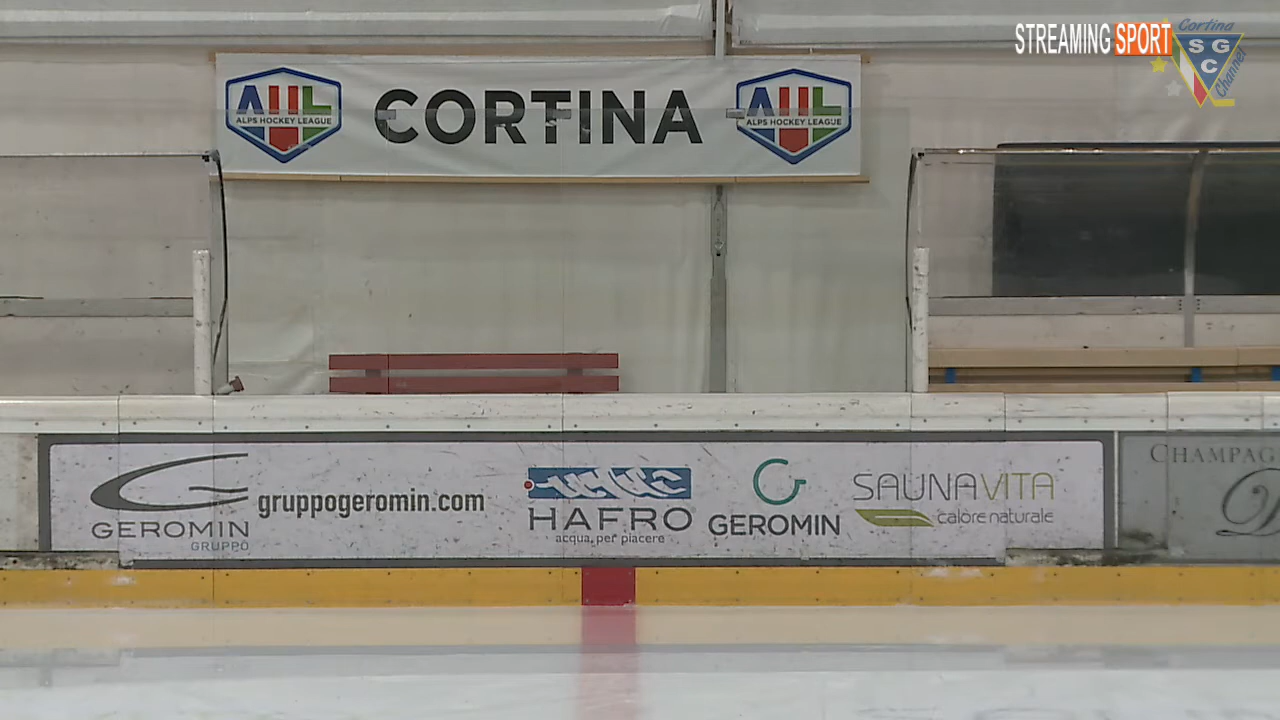 STREAMING SPORT
Cortina
SGC
Channel
AHL
ALPS HOCKEY LEAGUE
CORTINA
AHL
ALPS HOCKEY LEAGUE
GEROMIN
GRUPPO
gruppogeromin.com
HAFRO
acqua, per piacere
GEROMIN
SAUNAVITA
calore naturale
CHAMPAG